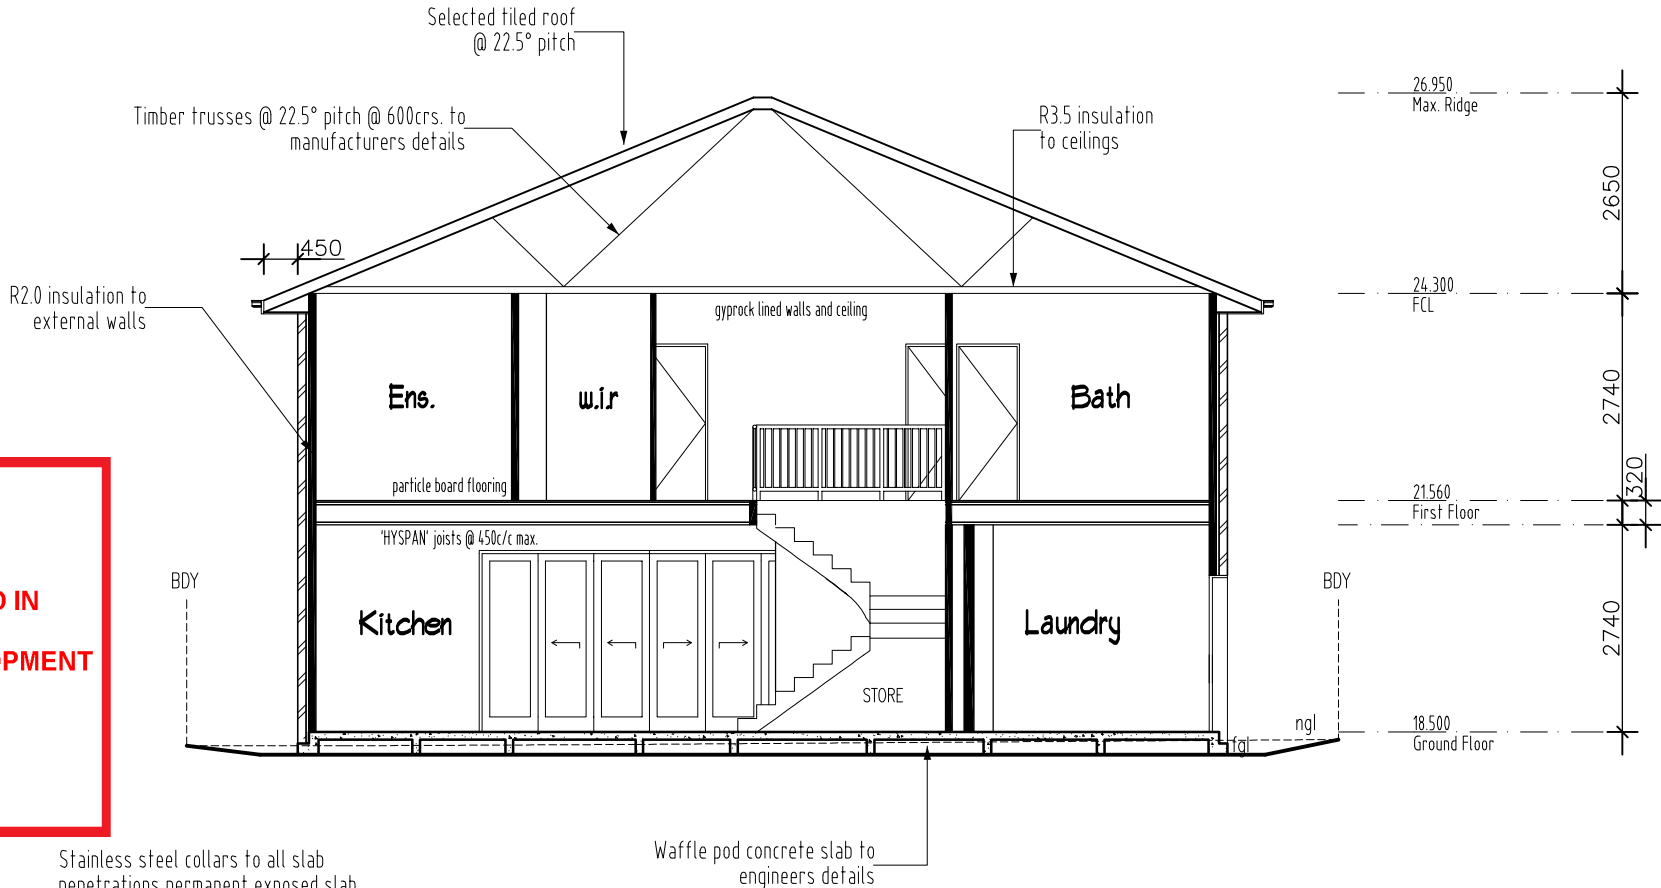 Selected tiled roof
@ 22.5° pitch
Timber trusses @ 22.5° pitch @ 600crs. to
manufacturers details
R3.5 insulation
to ceilings
26.950
Max. Ridge
2650
450
R2.0 insulation to
external walls
gyprock lined walls and ceiling
24.300
FCL
Ens.
w.i.r
Bath
2740
particle board flooring
320
21.560
First Floor
'HYSPAN' joists @ 450c/c max.
BDY
BDY
D IN
Kitchen
Laundry
2740
PMENT
STORE
ngl
fgl
18.500
Ground Floor
Waffle pod concrete slab to
engineers details
Stainless steel collars to all slab
penetrations permanent exposed slab